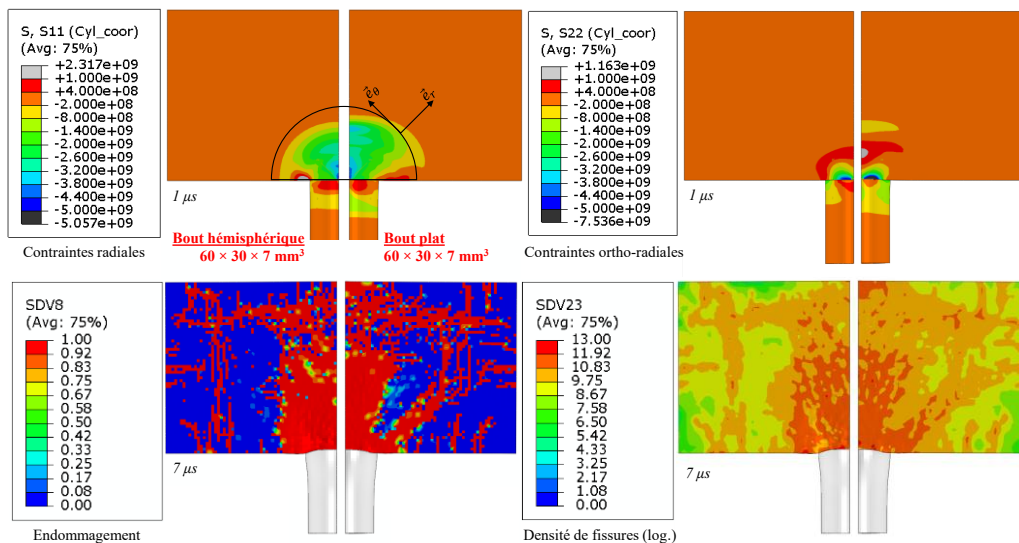 S, S11 (Cyl_coor)
(Avg: 75%)
+2.317e+09
+1.000e+09
+4.000e+08
-2.000e+08
-8.000e+08
-1.400e+09
-2.000e+09
-2.600e+09
-3.200e+09
-3.800e+09
-4.400e+09
-5.000e+09
-5.057e+09
Contraintes radiales
ê_θ
ê_r
1 µs
Bout hémisphérique
60 × 30 × 7 mm³
Bout plat
60 × 30 × 7 mm³
S, S22 (Cyl_coor)
(Avg: 75%)
+1.163e+09
+1.000e+09
+4.000e+08
-2.000e+08
-8.000e+08
-1.400e+09
-2.000e+09
-2.600e+09
-3.200e+09
-3.800e+09
-4.400e+09
-5.000e+09
-7.536e+09
Contraintes ortho-radiales
1 µs
SDV8
(Avg: 75%)
1.00
0.92
0.83
0.75
0.67
0.58
0.50
0.42
0.33
0.25
0.17
0.08
0.00
Endommagement
7 µs
SDV23
(Avg: 75%)
13.00
11.92
10.83
9.75
8.67
7.58
6.50
5.42
4.33
3.25
2.17
1.08
0.00
Densité de fissures (log.)
7 µs